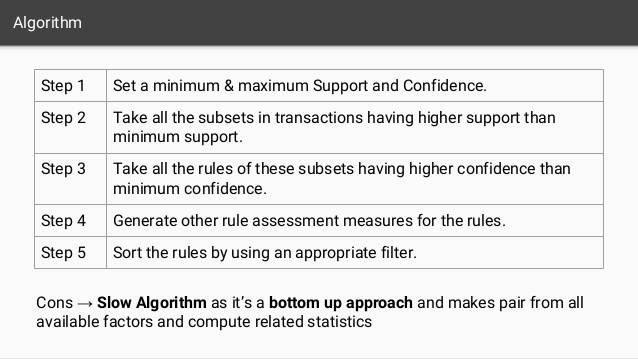 Algorithm
Step 1 Set a minimum & maximum Support and Confidence.
Step 2 Take all the subsets in transactions having higher support than
minimum support.
Step 3 Take all the rules of these subsets having higher confidence than
minimum confidence.
Step 4 Generate other rule assessment measures for the rules.
Step 5 Sort the rules by using an appropriate filter.
Cons → Slow Algorithm as it’s a bottom up approach and makes pair from all
available factors and compute related statistics